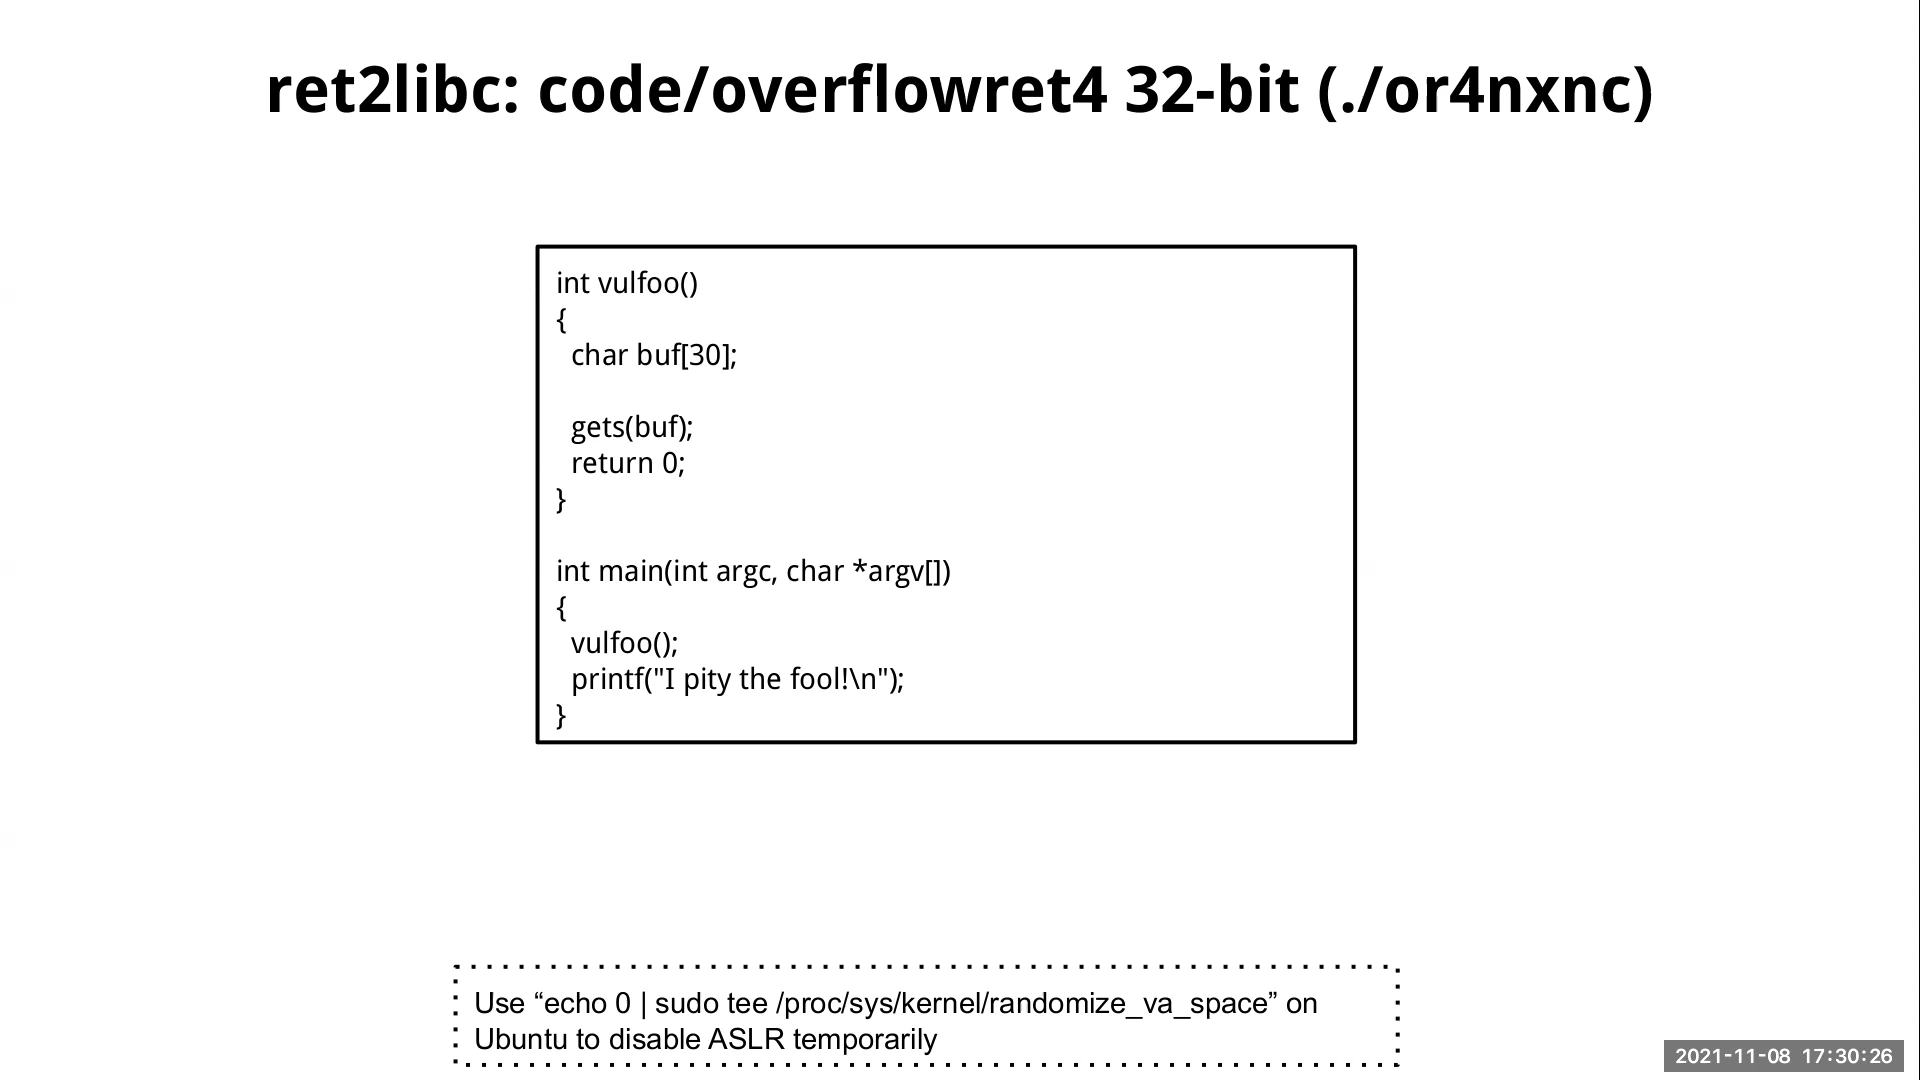 ret2libc: code/overflowret4 32-bit (./or4nxnc)
int vulfoo()
{
  char buf[30];
  gets(buf);
  return 0;
}
int main(int argc, char *argv[])
{
  vulfoo();
  printf("I pity the fool!\n");
}
Use “echo 0 | sudo tee /proc/sys/kernel/randomize_va_space” on
Ubuntu to disable ASLR temporarily
2021-11-08 17:30:26